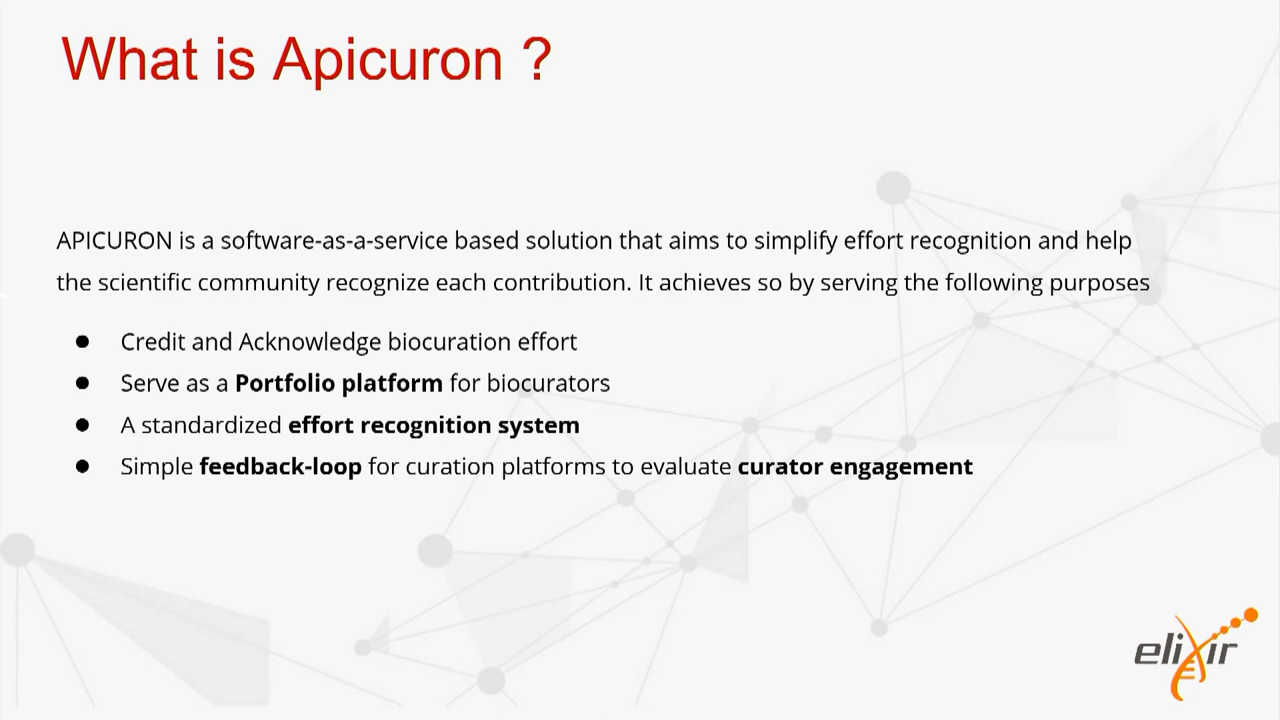 What is Apicuron ?
APICURON is a software-as-a-service based solution that aims to simplify effort recognition and help
the scientific community recognize each contribution. It achieves so by serving the following purposes
● Credit and Acknowledge biocuration effort
● Serve as a Portfolio platform for biocurators
● A standardized effort recognition system
● Simple feedback-loop for curation platforms to evaluate curator engagement
elixir